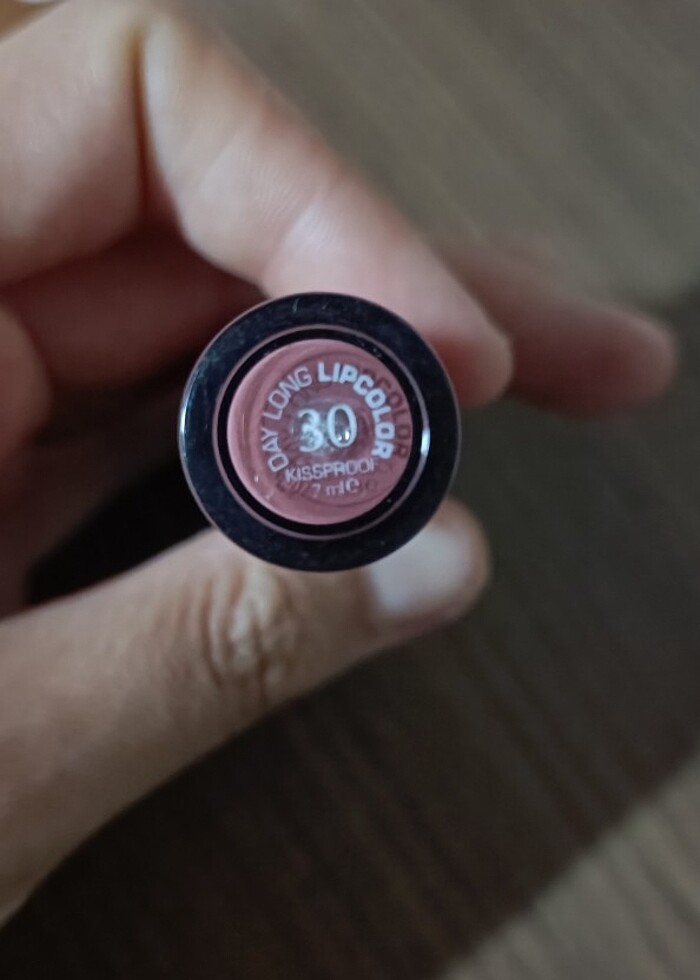 DAY LONG LIPCOLOR
30
KISSPROOF
7 ml e